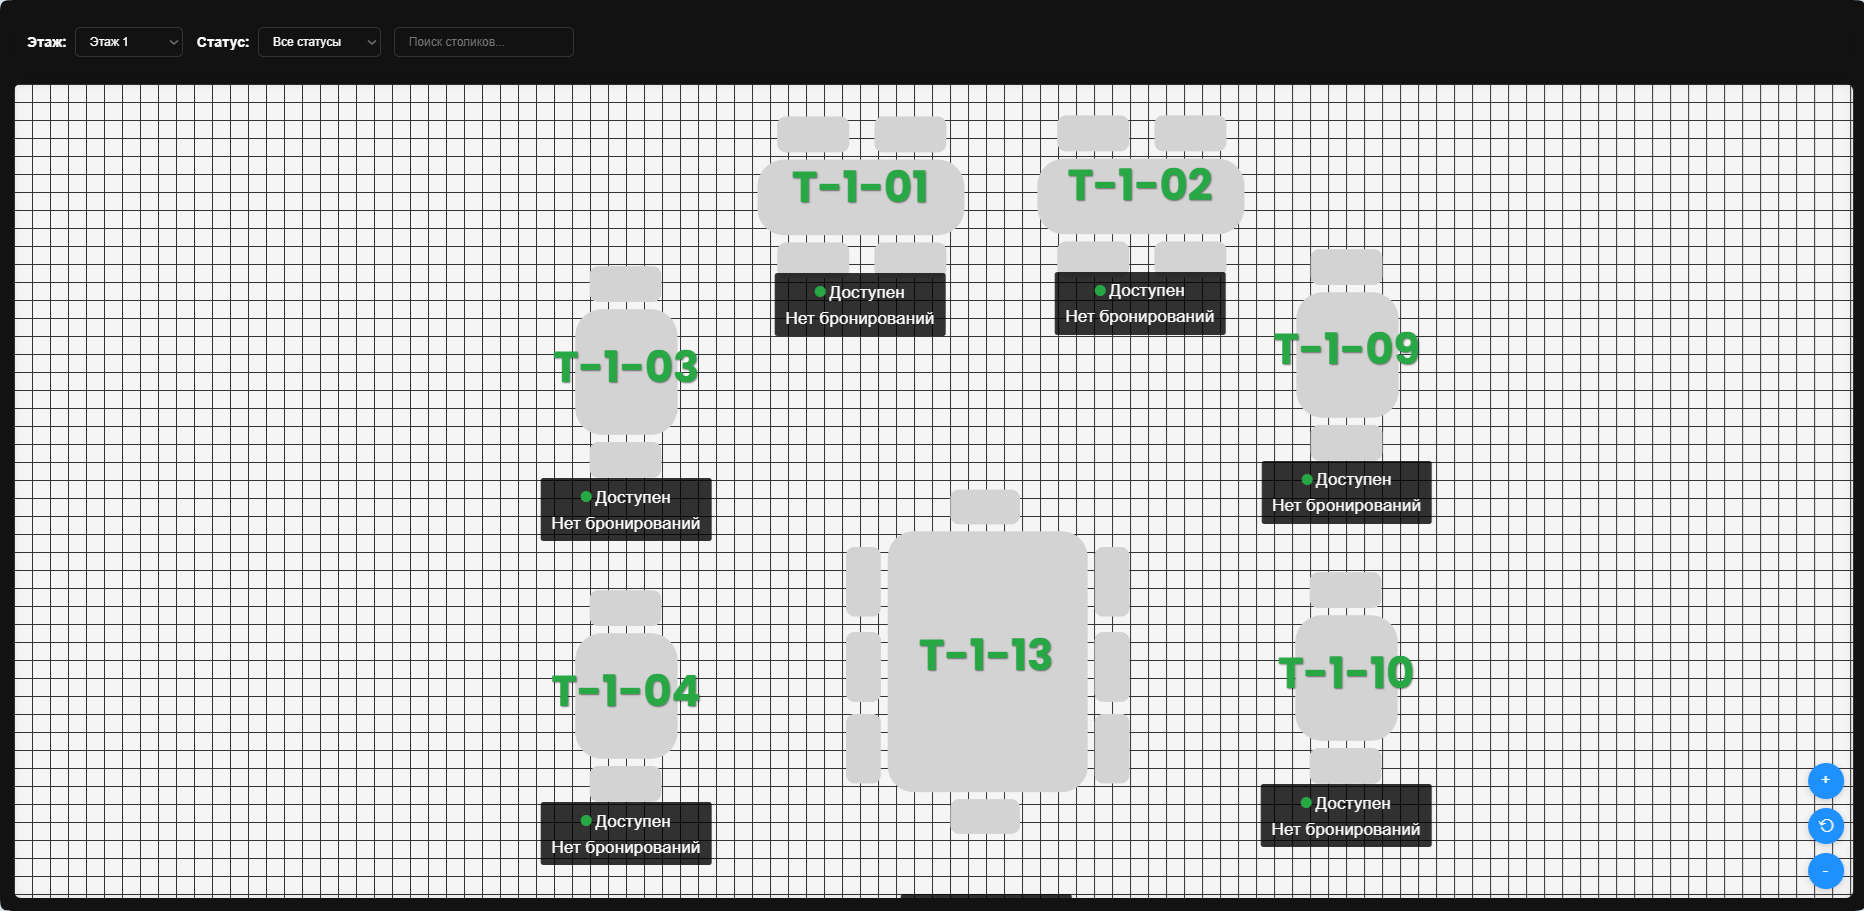 Этаж: Этаж 1 Статус: Все статусы Поиск столиков...
T-1-01
T-1-02
Доступен
Нет бронирований
Доступен
Нет бронирований
T-1-03
T-1-09
Доступен
Нет бронирований
Доступен
Нет бронирований
T-1-13
T-1-04
T-1-10
Доступен
Нет бронирований
Доступен
Нет бронирований
+
-